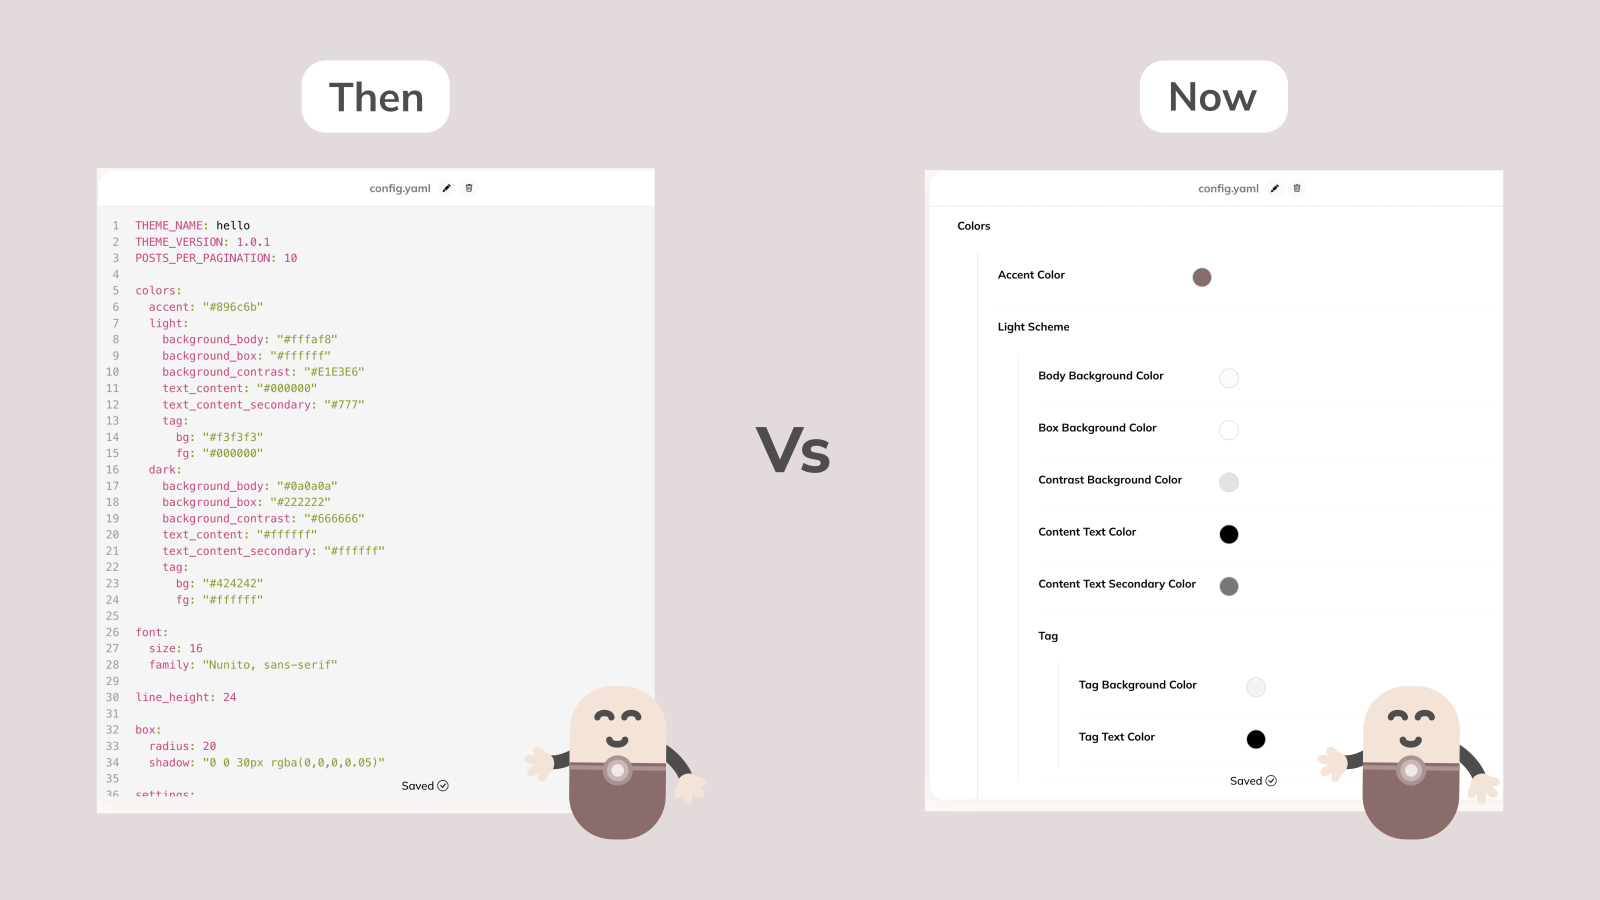 Then
config.yaml
1 THEME_NAME: hello
2 THEME_VERSION: 1.0.1
3 POSTS_PER_PAGINATION: 10
4
5 colors:
6 accent: "#896c6b"
7 light:
8 background_body: "#fffaf8"
9 background_box: "#ffffff"
10 background_contrast: "#E1E3E6"
11 text_content: "#000000"
12 text_content_secondary: "#777"
13 tag:
14 bg: "#f3f3f3"
15 fg: "#000000"
16 dark:
17 background_body: "#0a0a0a"
18 background_box: "#222222"
19 background_contrast: "#666666"
20 text_content: "#ffffff"
21 text_content_secondary: "#ffffff"
22 tag:
23 bg: "#424242"
24 fg: "#ffffff"
25
26 font:
27 size: 16
28 family: "Nunito, sans-serif"
29
30 line_height: 24
31
32 box:
33 radius: 20
34 shadow: "0 0 30px rgba(0,0,0,0.05)"
35
36 settings:
Saved
Vs
Now
config.yaml
Colors
Accent Color
Light Scheme
Body Background Color
Box Background Color
Contrast Background Color
Content Text Color
Content Text Secondary Color
Tag
Tag Background Color
Tag Text Color
Saved